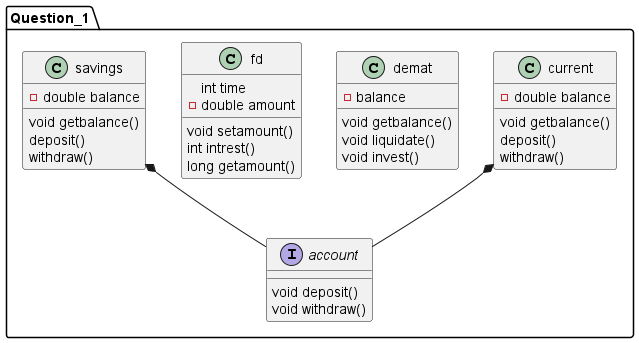 Question_1
C savings
double balance
void getbalance()
deposit()
withdraw()
C fd
int time
double amount
void setamount()
int intrest()
long getamount()
C demat
balance
void getbalance()
void liquidate()
void invest()
C current
double balance
void getbalance()
deposit()
withdraw()
I account
void deposit()
void withdraw()